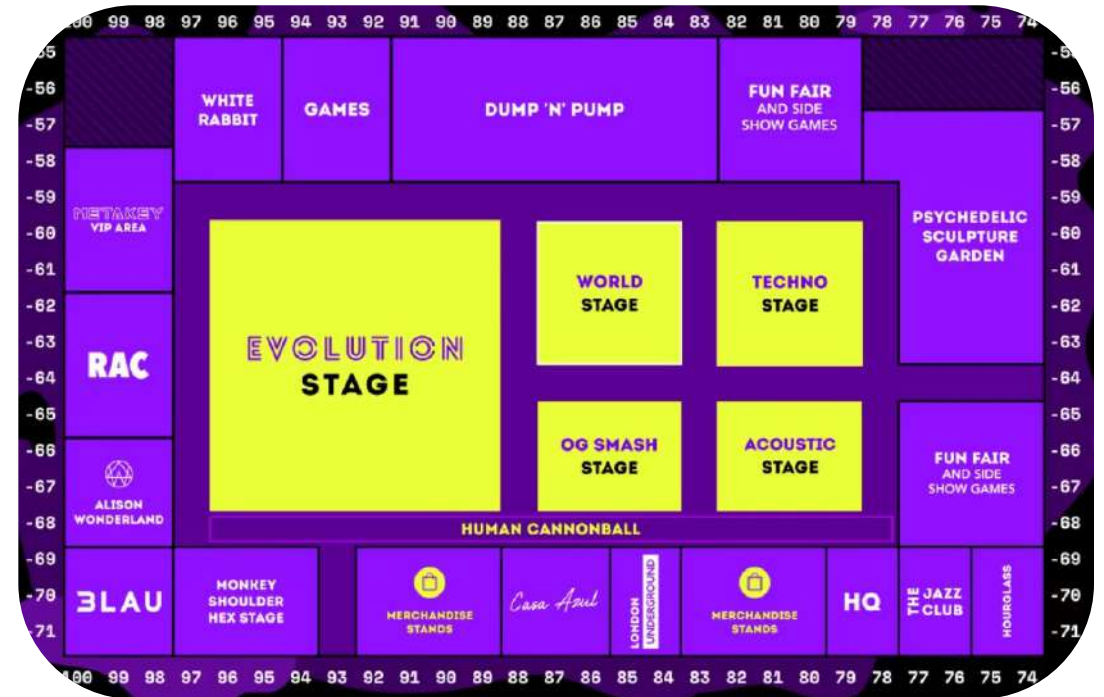 00 99 98 97 96 95 94 93 92 91 90 89 88 87 86 85 84 83 82 81 80 79 78 77 76 75 74
55
-56
-57
-58
-59
-60
-61
-62
-63
-64
-65
-66
-67
-68
-69
-70
-71
WHITE
RABBIT
GAMES
DUMP 'N' PUMP
FUN FAIR
AND SIDE
SHOW GAMES
METAKEY
VIP AREA
PSYCHEDELIC
SCULPTURE
GARDEN
RAC
EVOLUTION
STAGE
WORLD
STAGE
TECHNO
STAGE
OG SMASH
STAGE
ACOUSTIC
STAGE
FUN FAIR
AND SIDE
SHOW GAMES
ALISON
WONDERLAND
HUMAN CANNONBALL
3LAU
MONKEY
SHOULDER
HEX STAGE
MERCHANDISE
STANDS
Casa Azul
LONDON
UNDERGROUND
MERCHANDISE
STANDS
HQ
THE JAZZ
CLUB
HOURGLASS
-5
-56
-57
-58
-59
-60
-61
-62
-63
-64
-65
-66
-67
-68
-69
-70
-71
100 99 98 97 96 95 94 93 92 91 90 89 88 87 86 85 84 83 82 81 80 79 78 77 76 75 74